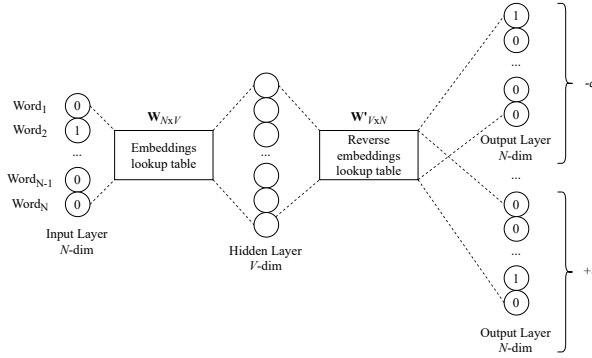 Word1
Word2
...
WordN-1
WordN
0
1
0
0
Input Layer
N-dim
WNxV
Embeddings
lookup table
...
Hidden Layer
V-dim
W'VxN
Reverse
embeddings
lookup table
1
0
...
0
0
Output Layer
N-dim
...
0
0
...
1
0
Output Layer
N-dim